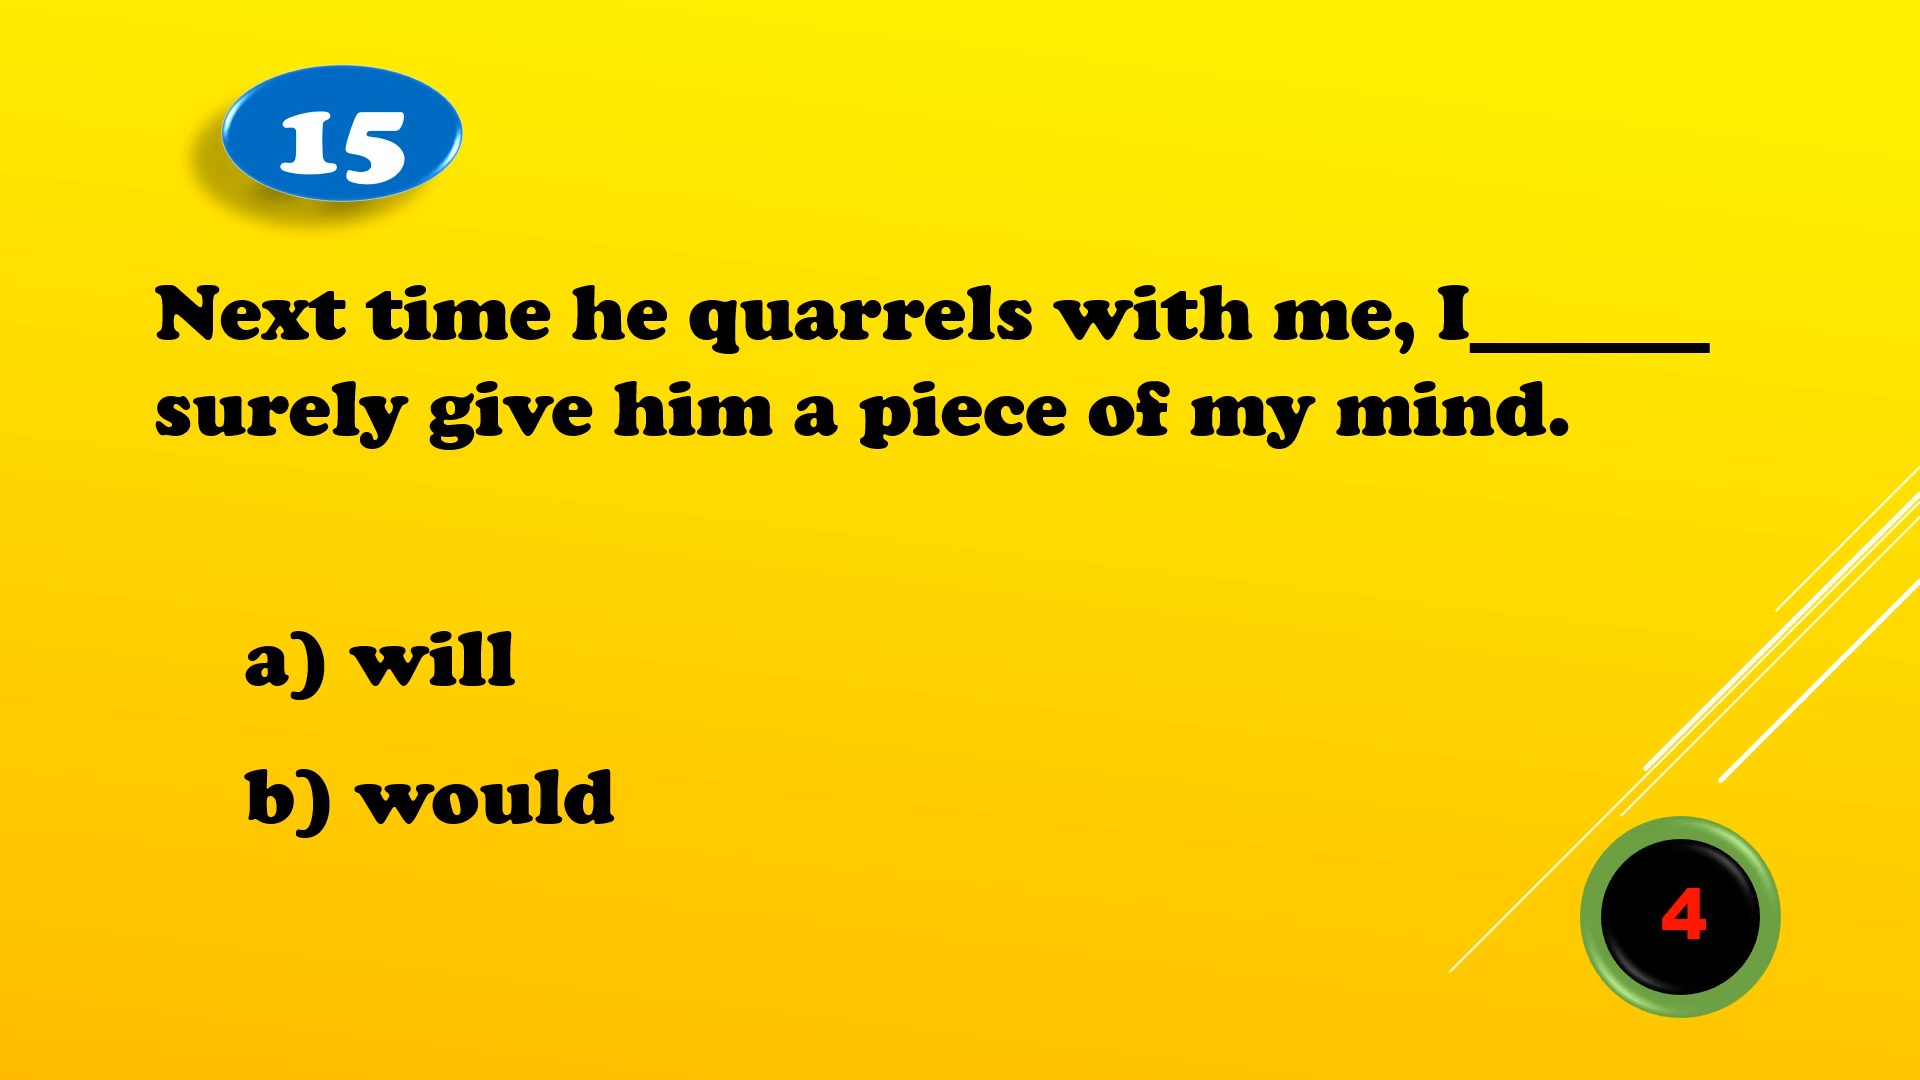 15
Next time he quarrels with me, I______
surely give him a piece of my mind.
a) will
b) would
4